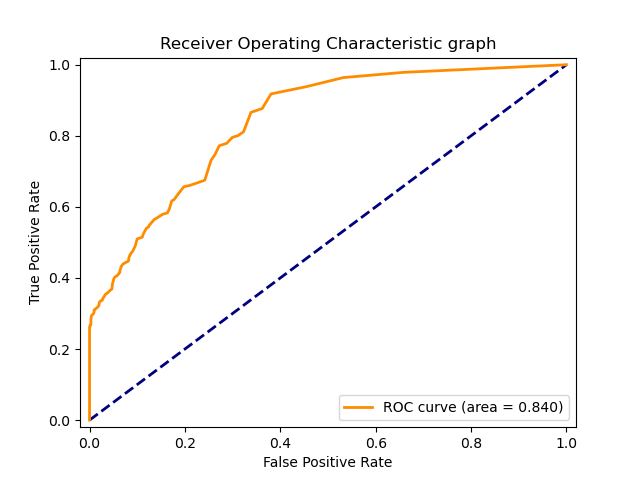 Receiver Operating Characteristic graph
1.0
0.8
0.6
0.4
0.2
0.0
True Positive Rate
ROC curve (area = 0.840)
0.0 0.2 0.4 0.6 0.8 1.0
False Positive Rate